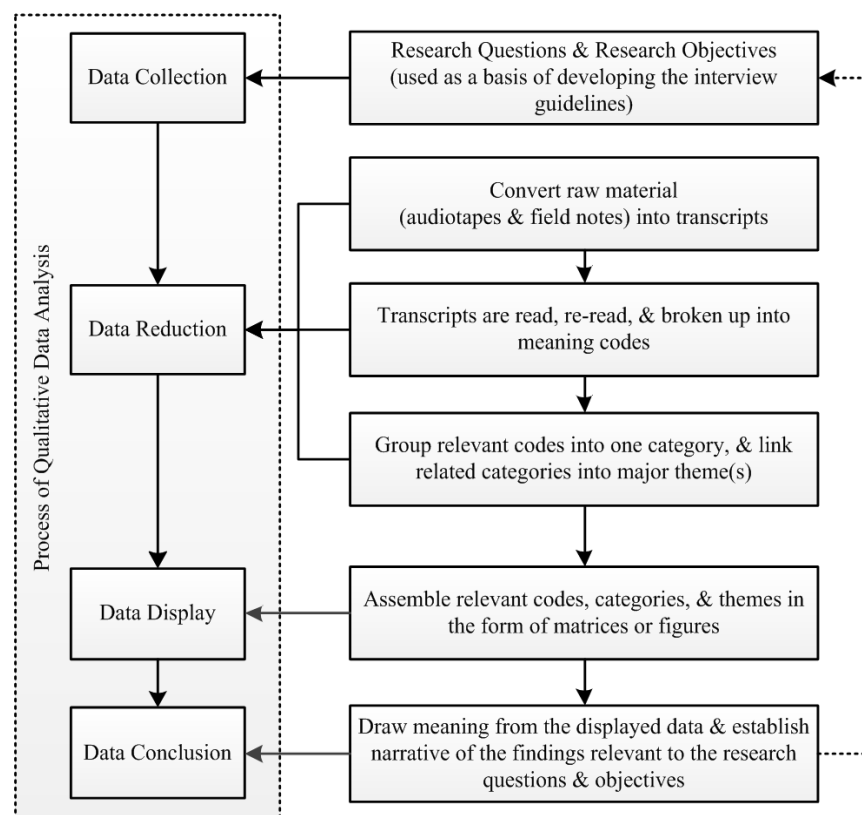 Process of Qualitative Data Analysis
Data Collection
Research Questions & Research Objectives
(used as a basis of developing the interview
guidelines)
Convert raw material
(audiotapes & field notes) into transcripts
Data Reduction
Transcripts are read, re-read, & broken up into
meaning codes
Group relevant codes into one category, & link
related categories into major theme(s)
Data Display
Assemble relevant codes, categories, & themes in
the form of matrices or figures
Data Conclusion
Draw meaning from the displayed data & establish
narrative of the findings relevant to the research
questions & objectives